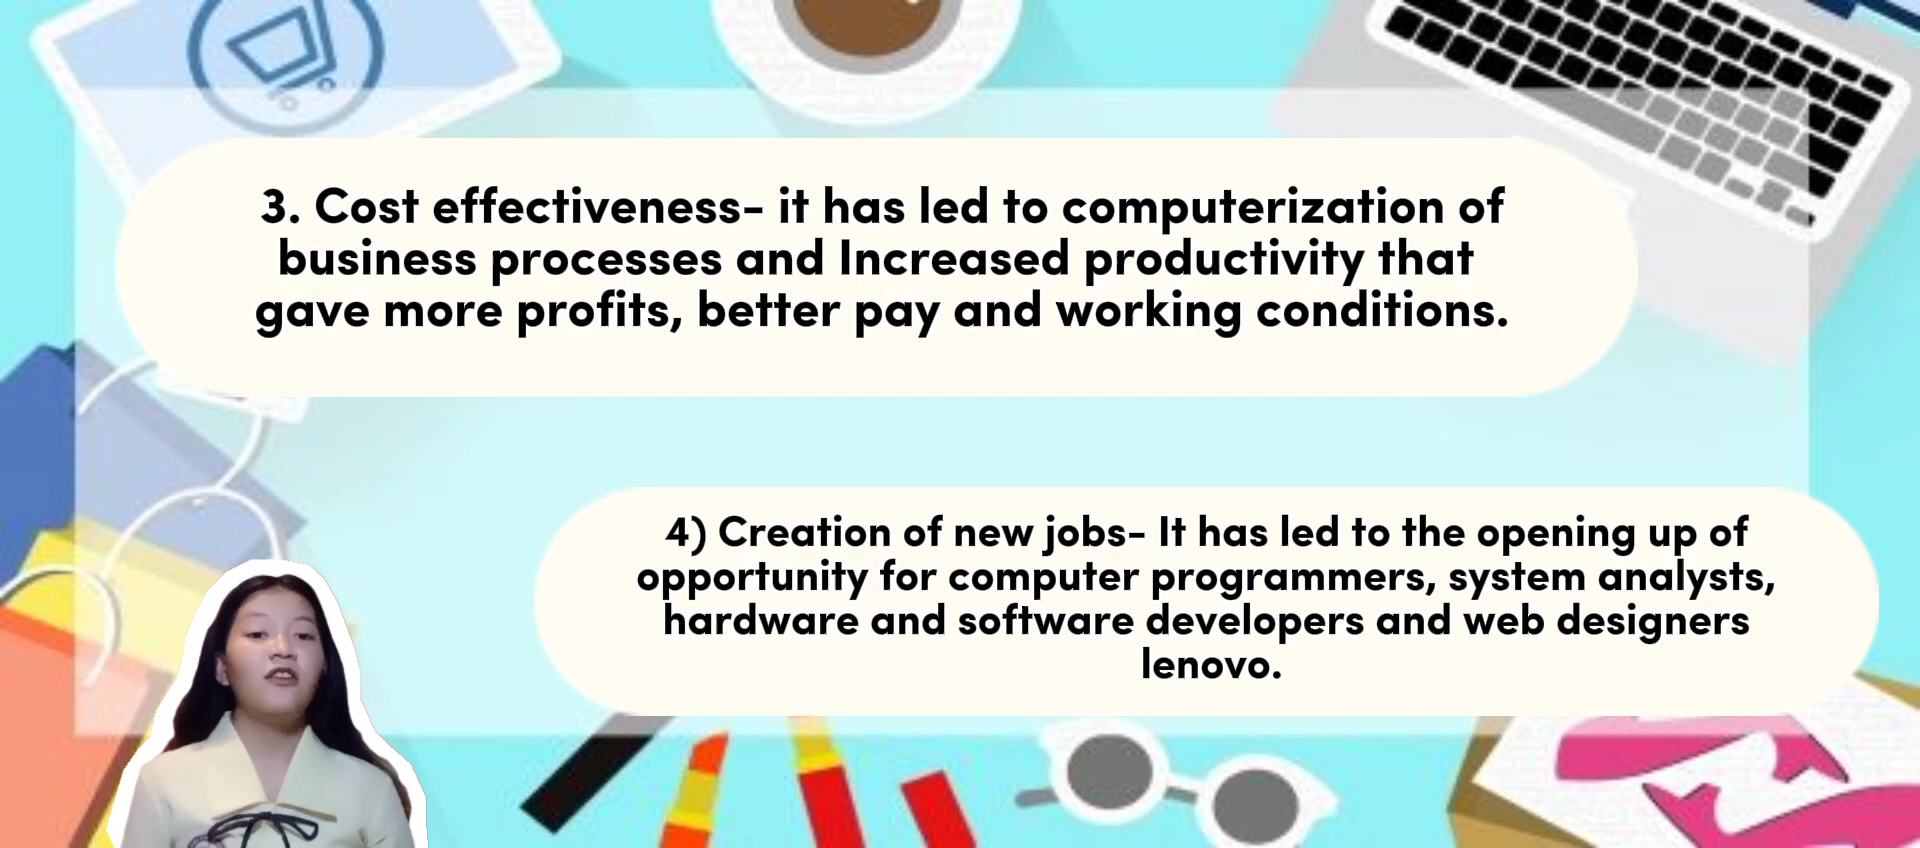 3. Cost effectiveness- it has led to computerization of
business processes and Increased productivity that
gave more profits, better pay and working conditions.
4) Creation of new jobs- It has led to the opening up of
opportunity for computer programmers, system analysts,
hardware and software developers and web designers
lenovo.